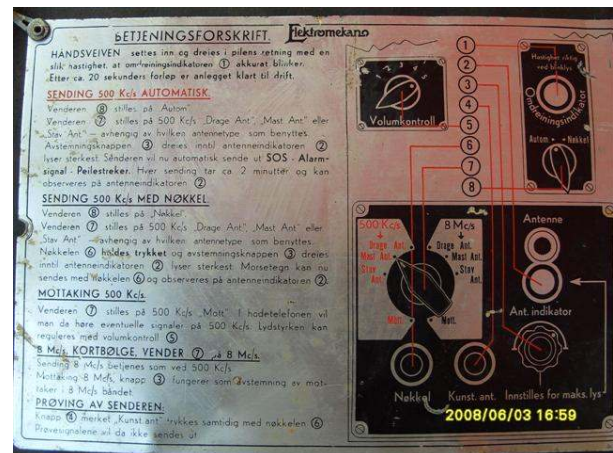 BETJENINGSFORSKRIFT.
Elektromekano
HÅNDSVEIVEN settes inn og dreies i pilens retning med en
slik hastighet, at omdreiningsindikatoren ① akkurat blinker.
Etter ca. 20 sekunders forløp er anlegget klart til drift.
SENDING 500 Kc/s AUTOMATISK.
Venderen ⑧ stilles på „Autom“
Venderen ⑦ stilles på 500 Kc/s „Drage Ant“, „Mast Ant“ eller
„Stav Ant“ – avhengig av hvilken antennetype som benyttes.
Avstemningsknappen ③ dreies inntil antenneindikatoren ②
lyser sterkest. Senderen vil nu automatisk sende ut SOS - Alarm-
signal - Peilestreker. Hver sending tar ca. 2 minutter og kan
observeres på antenneindikatoren ②
SENDING 500 Kc/s MED NØKKEL.
Venderen ⑧ stilles på „Nøkkel“
Venderen ⑦ stilles på 500 Kc/s „Drage Ant“, „Mast Ant“ eller
„Stav Ant“ – avhengig av hvilken antennetype som benyttes.
Nøkkelen ⑥ holdes trykket og avstemningsknappen ③ dreies
inntil antenneindikatoren ② lyser sterkest. Morsetegn kan nu
sendes med nøkkelen ⑥ og observeres på antenneindikatoren ②.
MOTTAKING 500 Kc/s
Venderen ⑦ stilles på 500 Kc/s „Mott.“ I hodetelefonen vil
man da høre eventuelle signaler på 500 Kc/s. Lydstyrken kan
reguleres med volumkontroll ⑤
8 Mc/s, KORTBØLGE, VENDER ⑦ på 8 Mc/s.
Sending 8 Mc/s betjenes som ved 500 Kc/s
Mottaking 8 Mc/s, knapp ③ fungerer som avstemning av mot-
taker i 8 Mc/s båndet
PRØVING AV SENDEREN:
Knapp ④ merket „Kunst.ant“ trykkes samtidig med nøkkelen ⑥
Prøvesignalene vil da ikke sendes ut
1 2 3 4 5
Volumkontroll
①
②
③
④
⑤
⑥
⑦
⑧
Hastighet riktig
ved blinklys
Omdreiningsindikator
Autom. Nøkkel
500 Kc/s 8 Mc/s
Drage Ant. Drage Ant.
Mast Ant. Mast Ant.
Stav Ant. Stav Ant.
Mott. Mott.
Antenne
Ant. indikator
Nøkkel Kunst. ant. Innstilles for maks. lys
2008/06/03 16:59